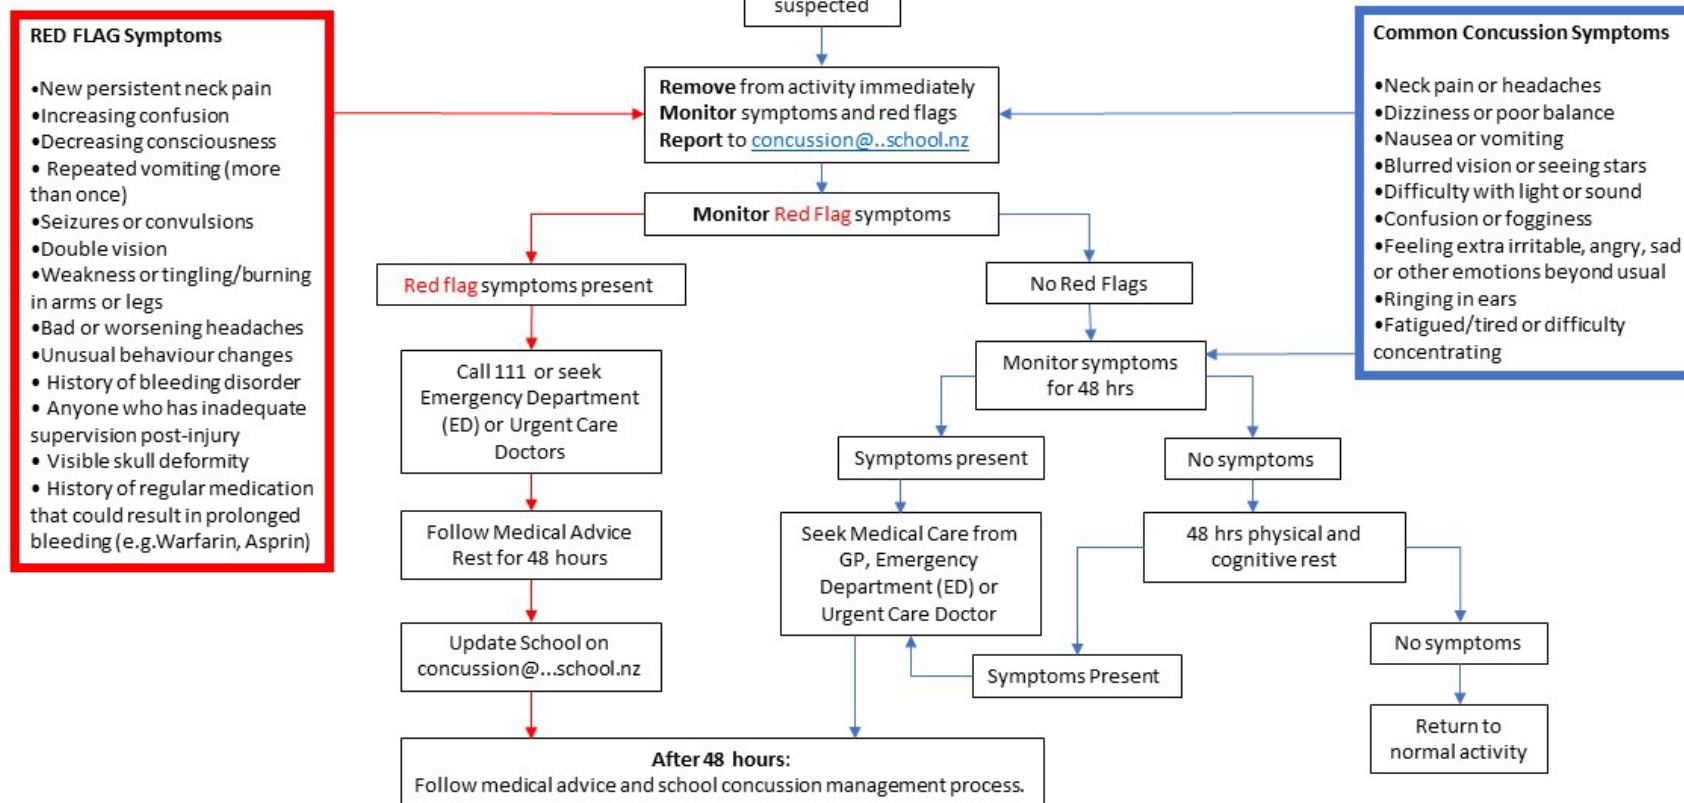 suspected
RED FLAG Symptoms
•New persistent neck pain
•Increasing confusion
•Decreasing consciousness
• Repeated vomiting (more
than once)
•Seizures or convulsions
•Double vision
•Weakness or tingling/burning
in arms or legs
•Bad or worsening headaches
•Unusual behaviour changes
• History of bleeding disorder
• Anyone who has inadequate
supervision post-injury
• Visible skull deformity
• History of regular medication
that could result in prolonged
bleeding (e.g.Warfarin, Asprin)
Remove from activity immediately
Monitor symptoms and red flags
Report to concussion@..school.nz
Common Concussion Symptoms
•Neck pain or headaches
•Dizziness or poor balance
•Nausea or vomiting
•Blurred vision or seeing stars
•Difficulty with light or sound
•Confusion or fogginess
•Feeling extra irritable, angry, sad
or other emotions beyond usual
•Ringing in ears
•Fatigued/tired or difficulty
concentrating
Monitor Red Flag symptoms
Red flag symptoms present
No Red Flags
Call 111 or seek
Emergency Department
(ED) or Urgent Care
Doctors
Monitor symptoms
for 48 hrs
Symptoms present
No symptoms
Follow Medical Advice
Rest for 48 hours
Seek Medical Care from
GP, Emergency
Department (ED) or
Urgent Care Doctor
48 hrs physical and
cognitive rest
Update School on
concussion@...school.nz
Symptoms Present
No symptoms
Return to
normal activity
After 48 hours:
Follow medical advice and school concussion management process.